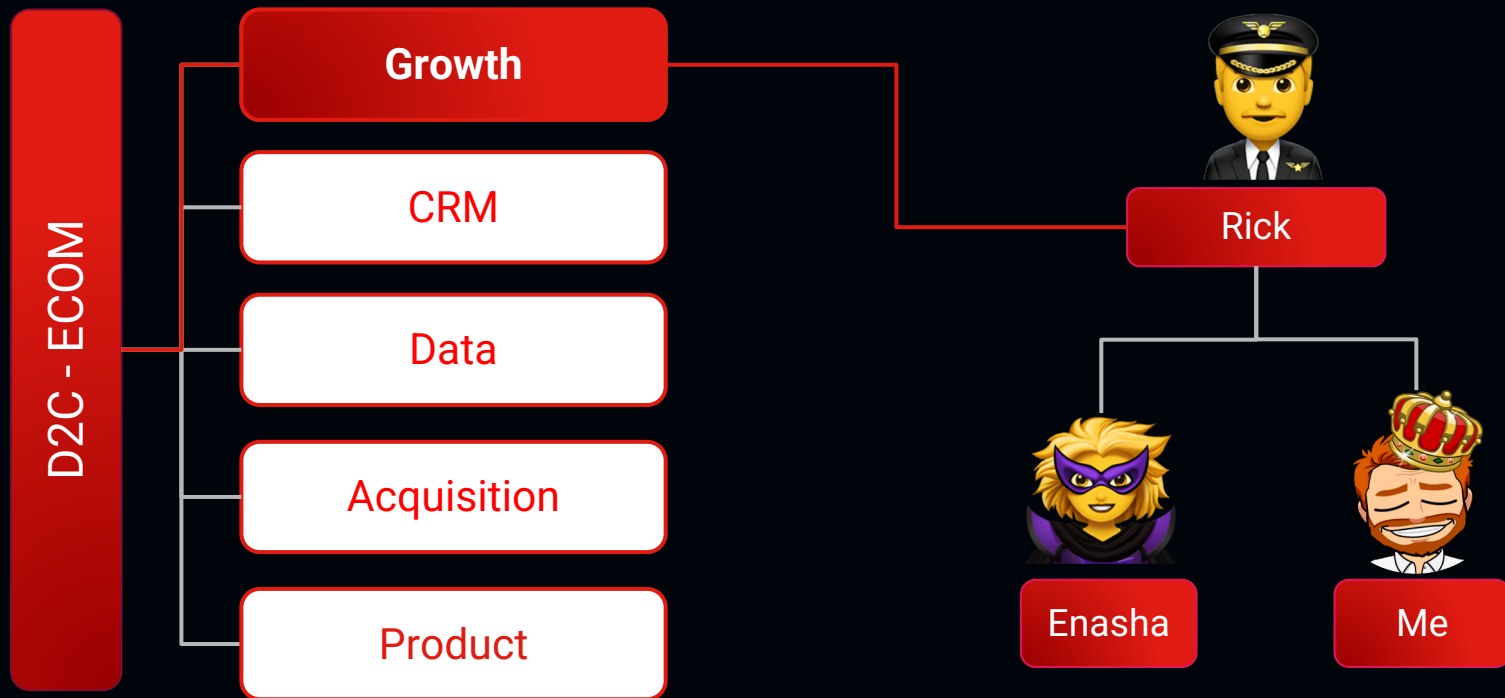 D2C - ECOM
Growth
CRM
Data
Acquisition
Product
Rick
Enasha
Me